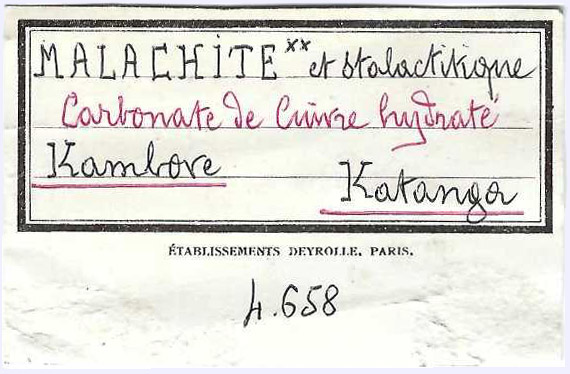 MALACHITE xx et stalactitique
Carbonate de Cuivre hydraté
Kambove
Katanga
ÉTABLISSEMENTS DEYROLLE, PARIS.
4.658